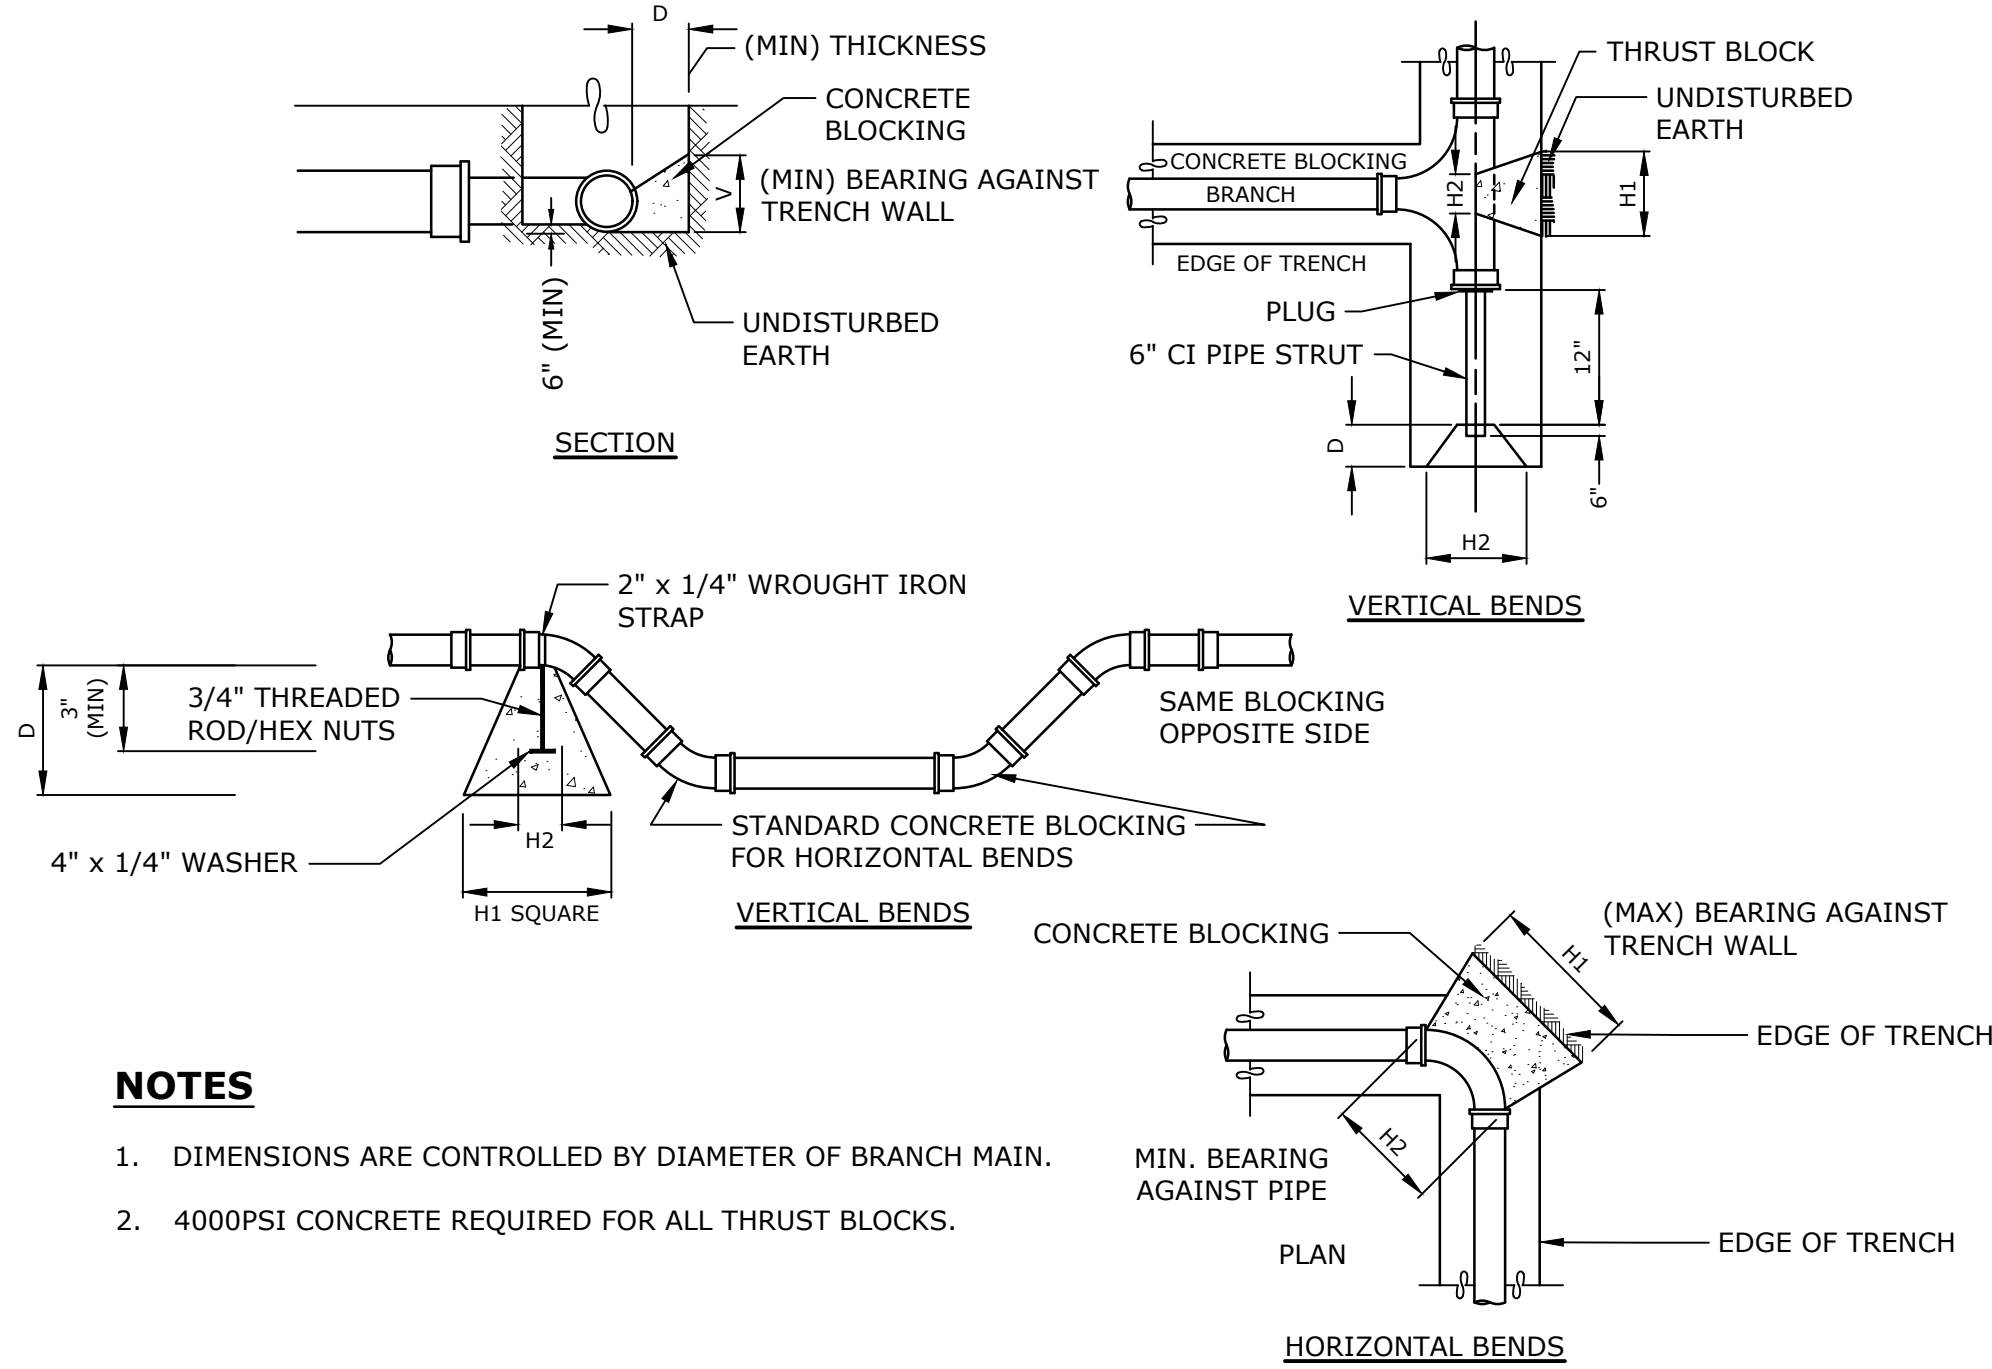 D
(MIN) THICKNESS
CONCRETE
BLOCKING
V
(MIN) BEARING AGAINST
TRENCH WALL
6" (MIN)
UNDISTURBED
EARTH
SECTION
THRUST BLOCK
UNDISTURBED
EARTH
CONCRETE BLOCKING
BRANCH
H2
H1
EDGE OF TRENCH
PLUG
6" CI PIPE STRUT
12"
D
6"
H2
VERTICAL BENDS
2" x 1/4" WROUGHT IRON
STRAP
D
3"
(MIN)
3/4" THREADED
ROD/HEX NUTS
SAME BLOCKING
OPPOSITE SIDE
H2
STANDARD CONCRETE BLOCKING
FOR HORIZONTAL BENDS
4" x 1/4" WASHER
H1 SQUARE
VERTICAL BENDS
CONCRETE BLOCKING
(MAX) BEARING AGAINST
TRENCH WALL
H1
EDGE OF TRENCH
H2
MIN. BEARING
AGAINST PIPE
EDGE OF TRENCH
PLAN
HORIZONTAL BENDS
NOTES
1. DIMENSIONS ARE CONTROLLED BY DIAMETER OF BRANCH MAIN.
2. 4000PSI CONCRETE REQUIRED FOR ALL THRUST BLOCKS.